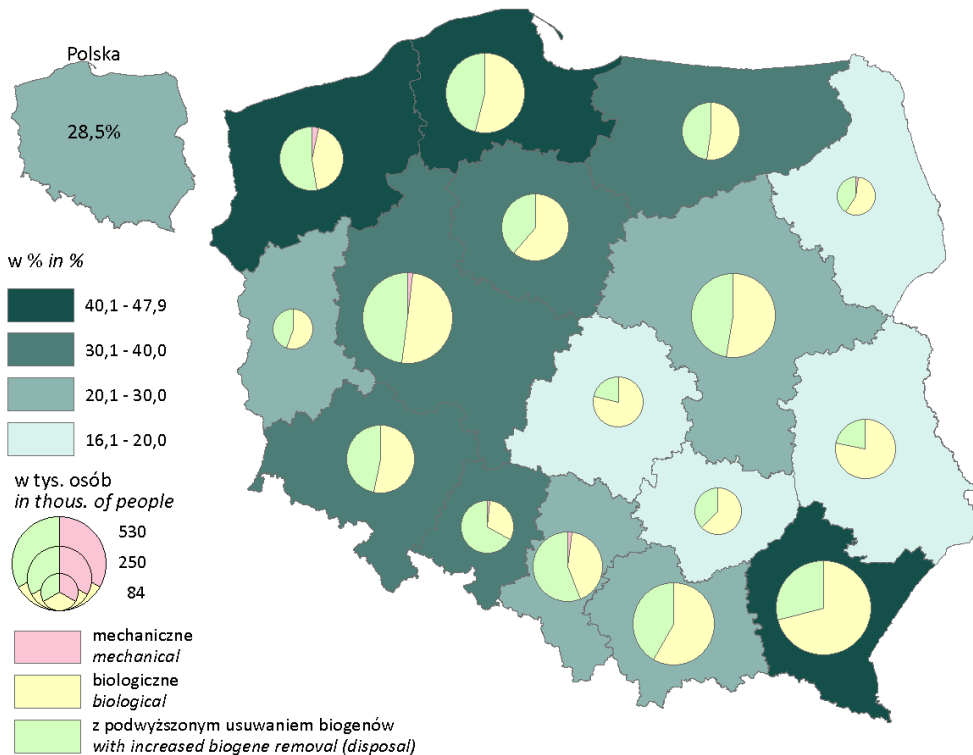 Polska
28,5%
w % in %
40,1 - 47,9
30,1 - 40,0
20,1 - 30,0
16,1 - 20,0
w tys. osób
in thous. of people
530
250
84
mechaniczne
mechanical
biologiczne
biological
z podwyższonym usuwaniem biogenów
with increased biogene removal (disposal)